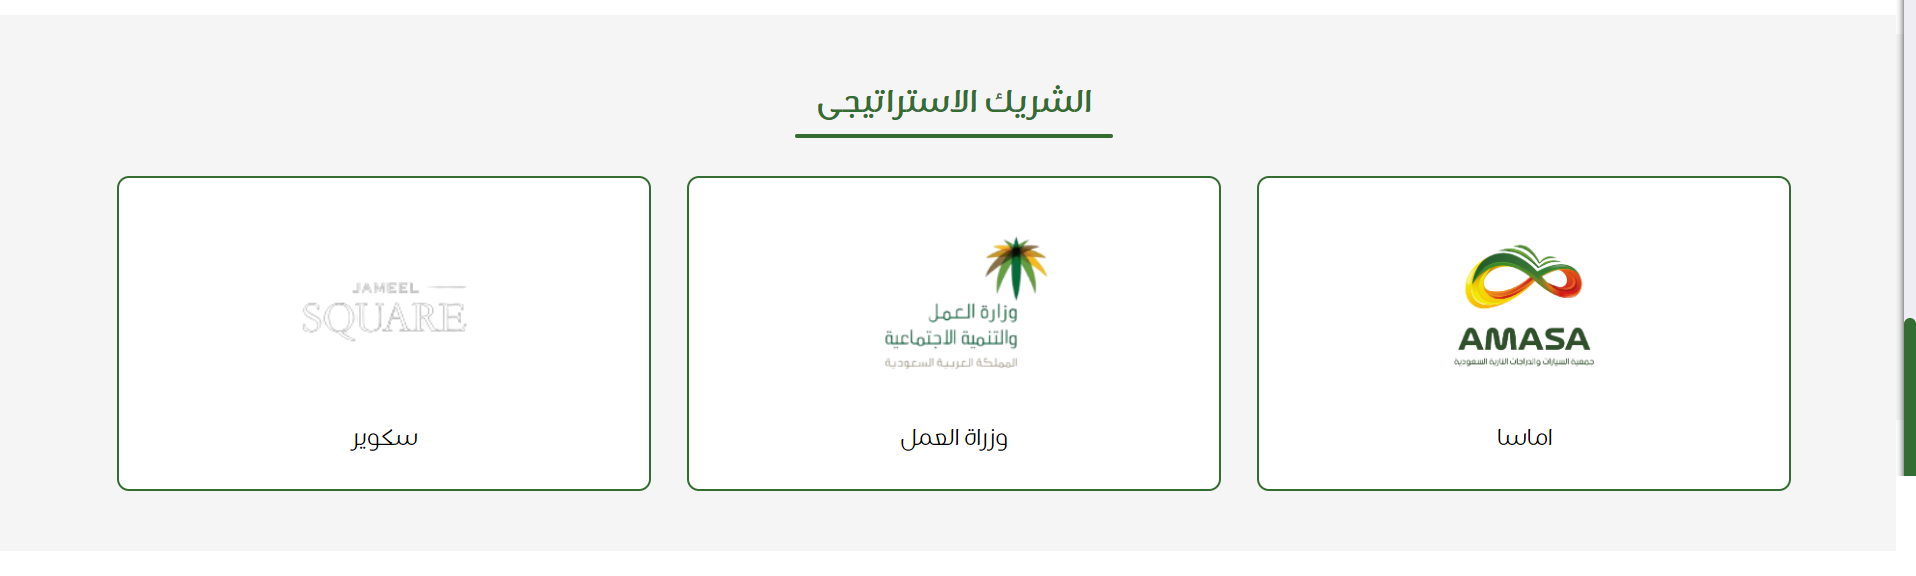 الشريك الاستراتيجى
AMASA
جمعية السيارات والدراجات النارية السعودية
اماسا
وزارة العمل
والتنمية الاجتماعية
المملكة العربية السعودية
وزراة العمل
JAMEEL
SQUARE
سكوير